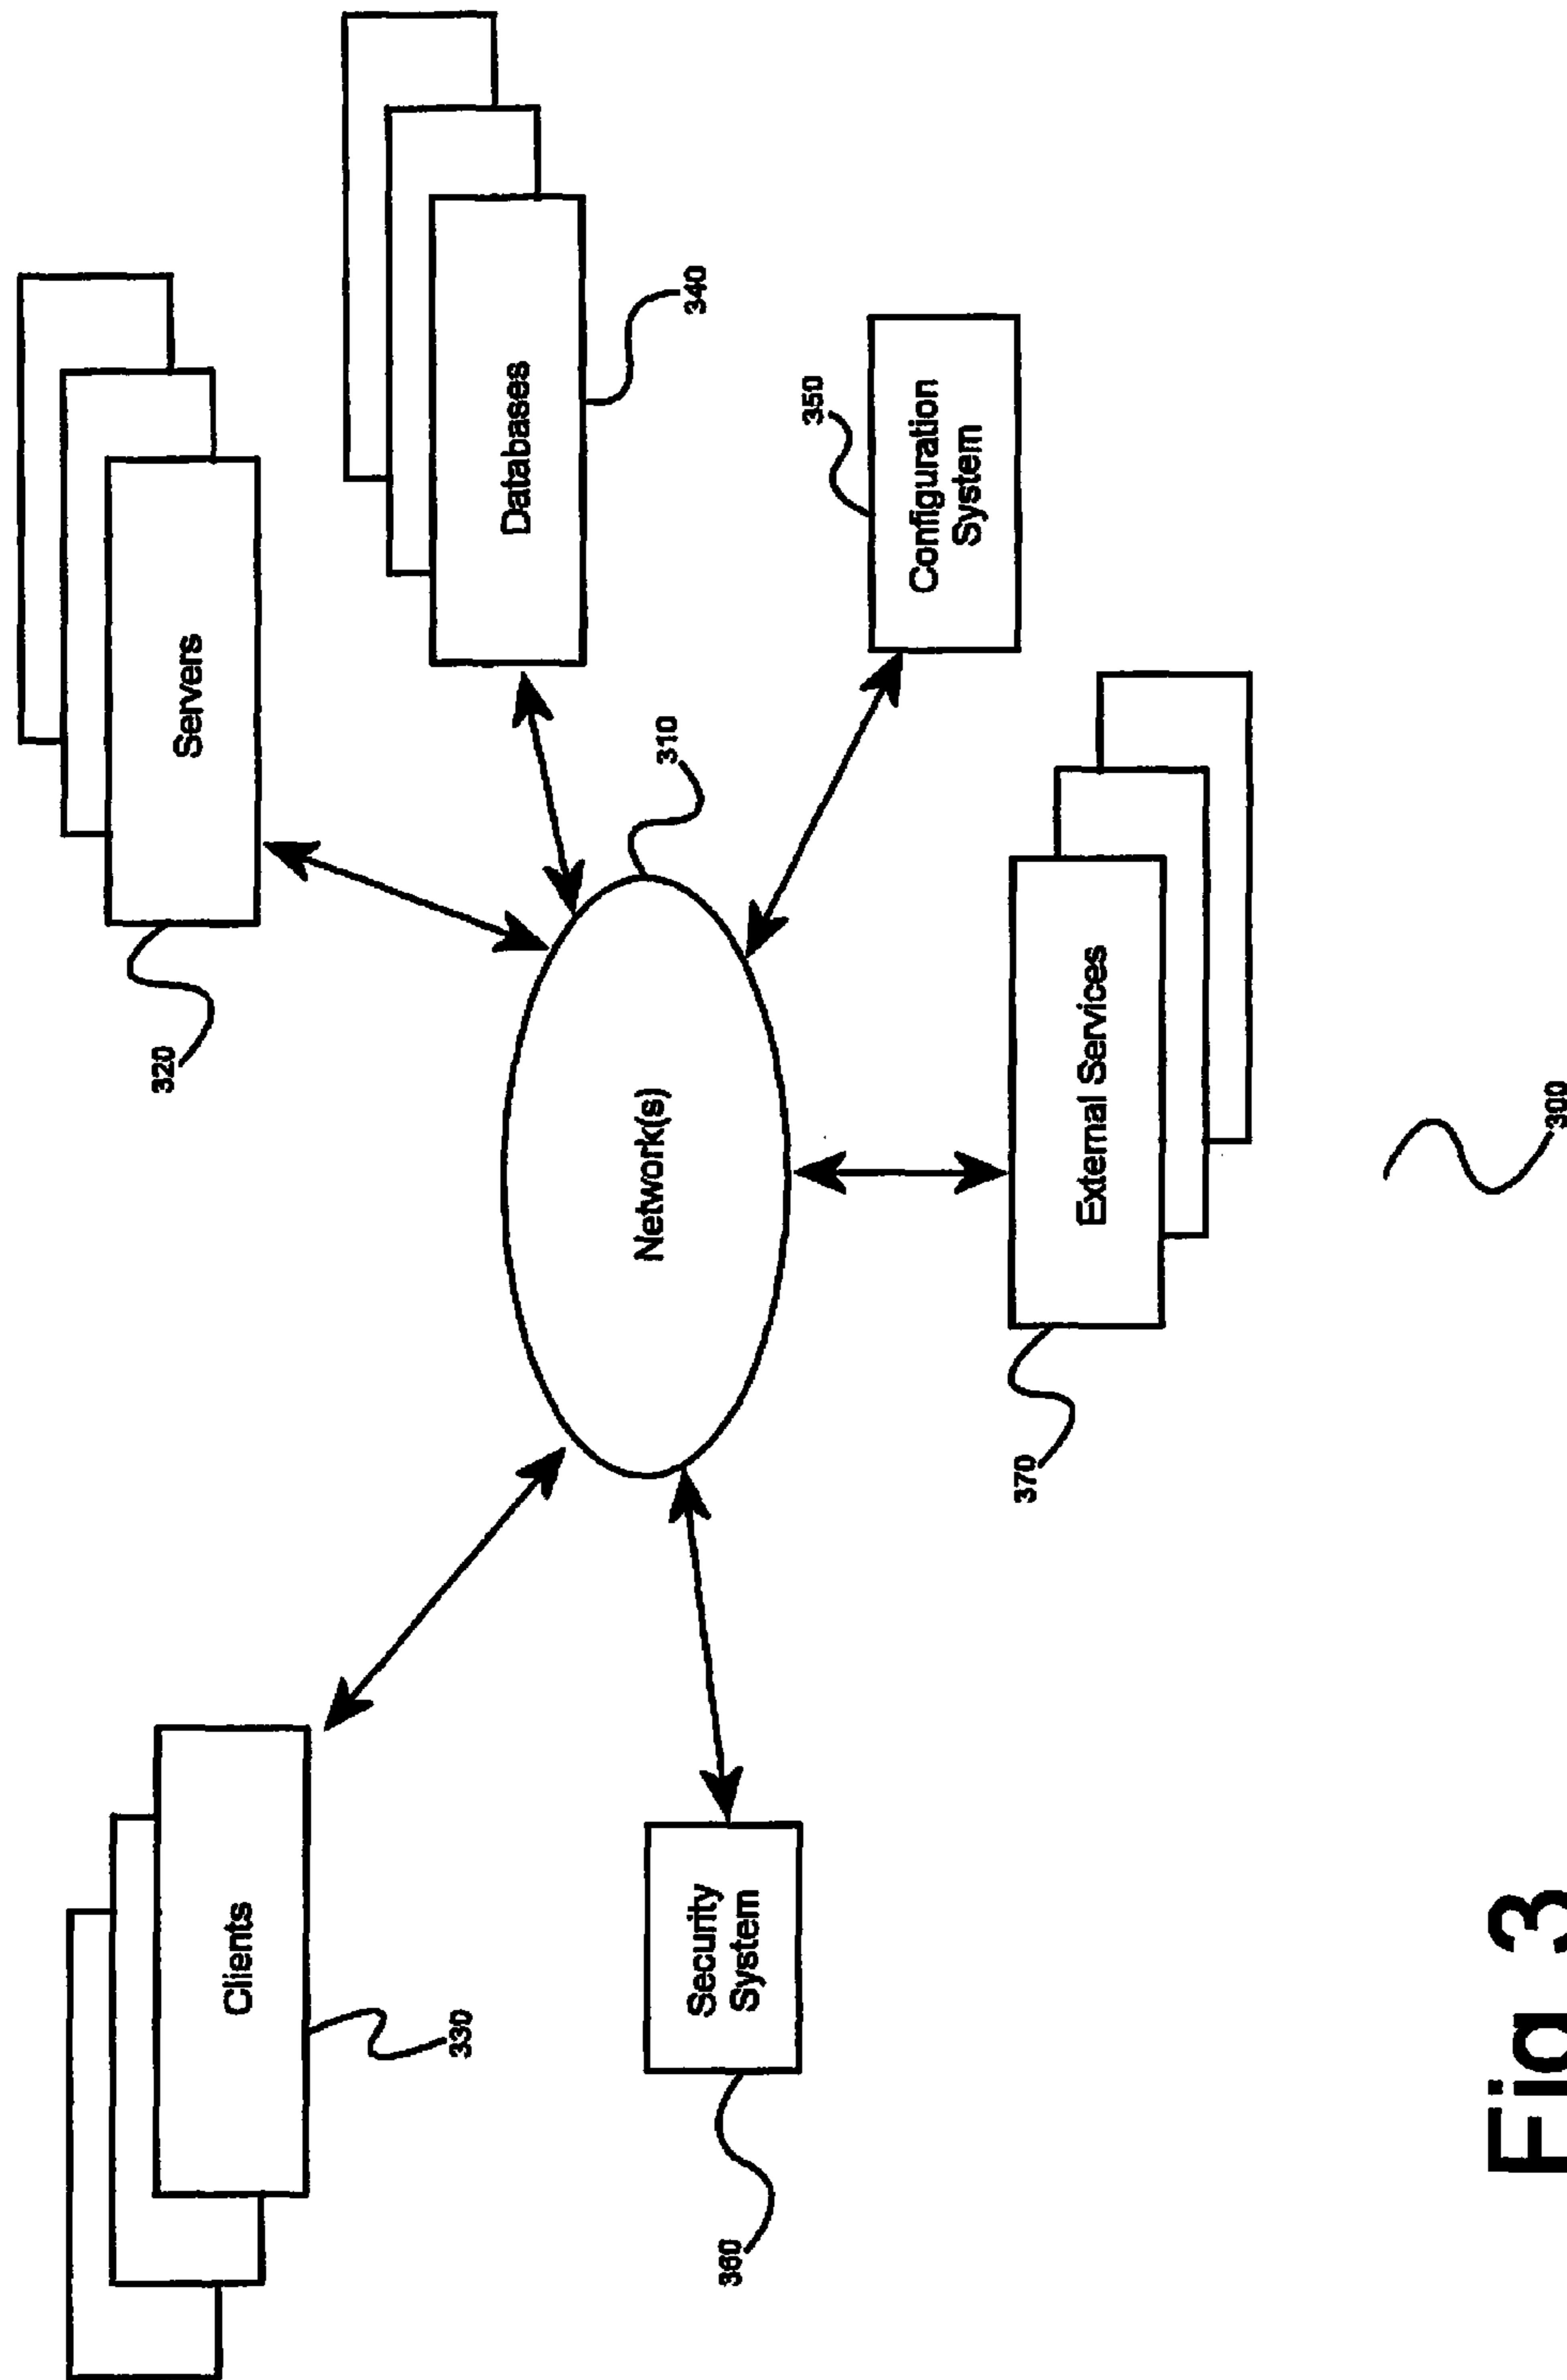 320
Servers
Clients
330
Databases
340
Network(s)
310
Security
System
360
350
Configuration
System
370
External Services
300
Fig 3